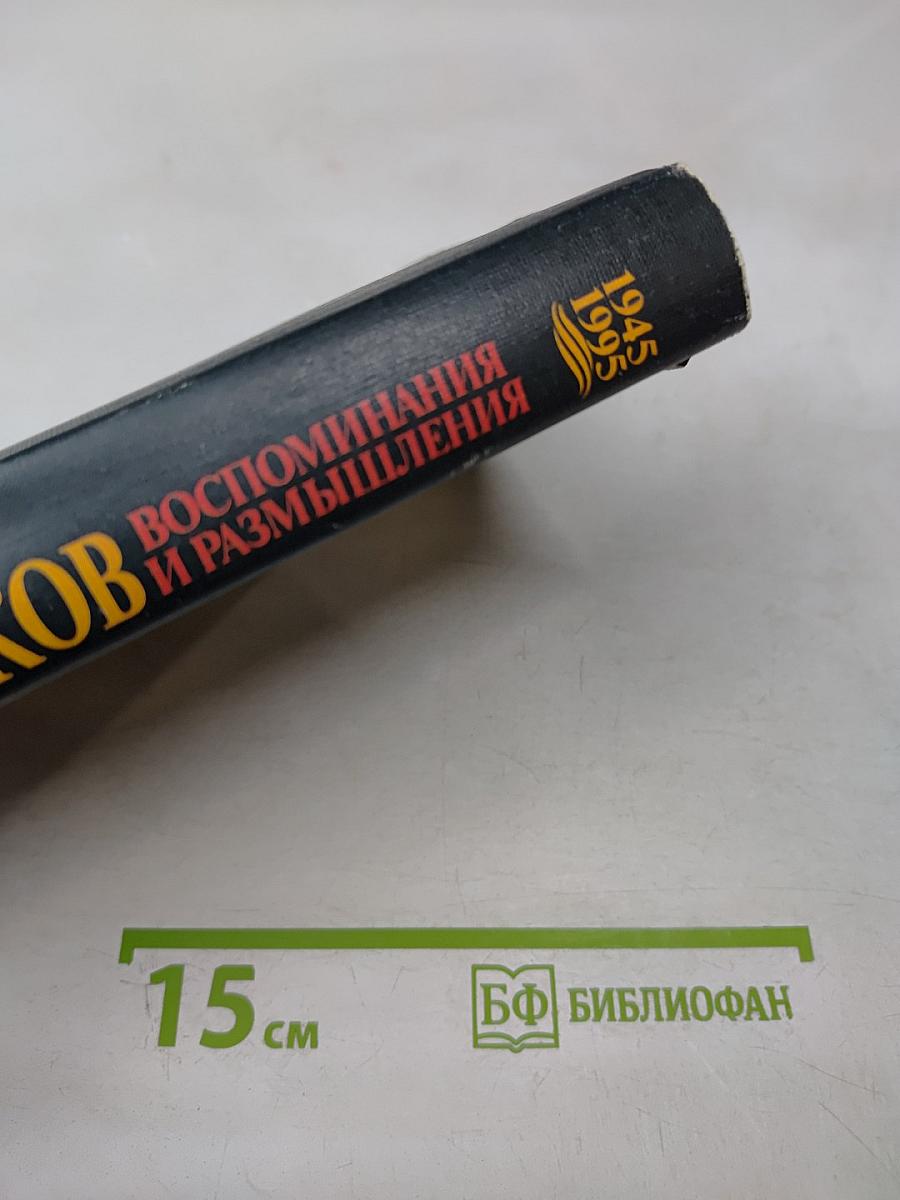 КОВ
ВОСПОМИНАНИЯ
И РАЗМЫШЛЕНИЯ
1945
1995
15 см
БФ БИБЛИОФАН